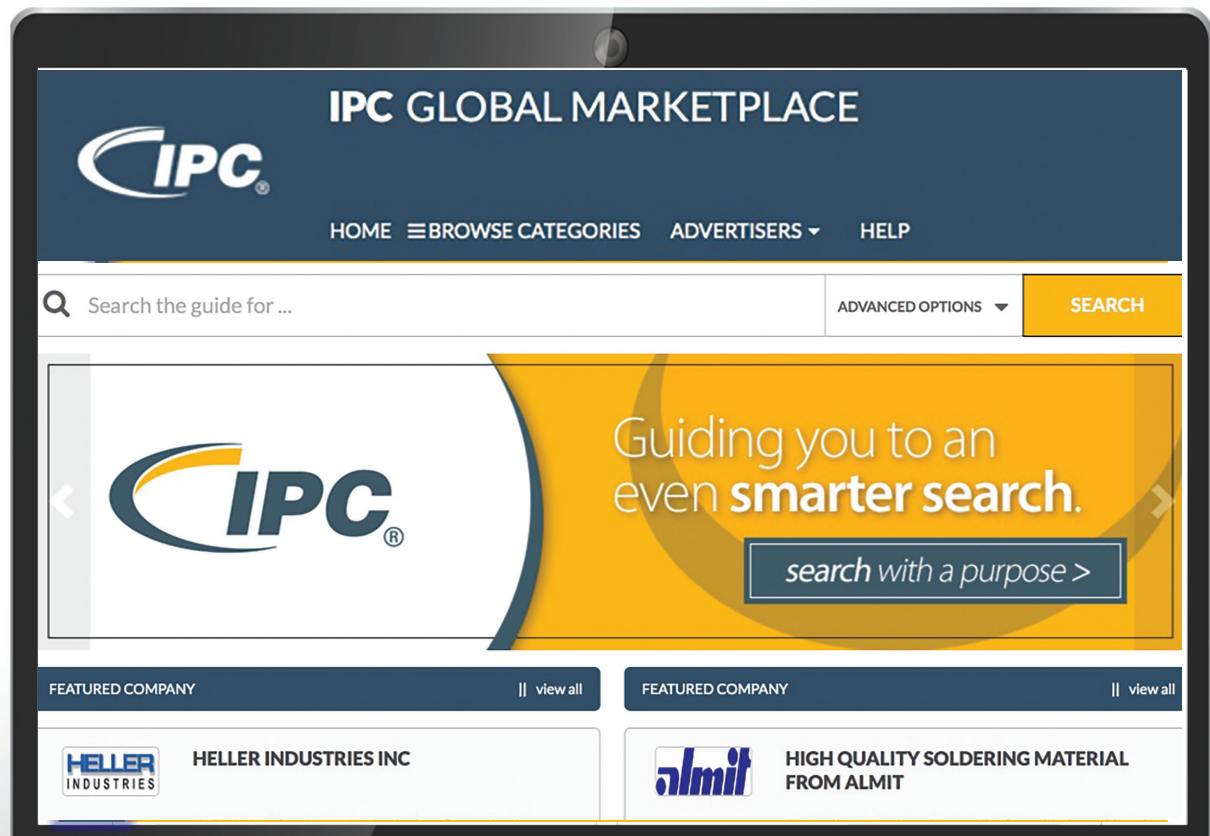 IPC GLOBAL MARKETPLACE
IPC®
HOME BROWSE CATEGORIES ADVERTISERS HELP
Search the guide for ...
ADVANCED OPTIONS
SEARCH
IPC®
Guiding you to an
even smarter search.
search with a purpose >
FEATURED COMPANY || view all
FEATURED COMPANY || view all
HELLER
INDUSTRIES
HELLER INDUSTRIES INC
almit
HIGH QUALITY SOLDERING MATERIAL
FROM ALMIT